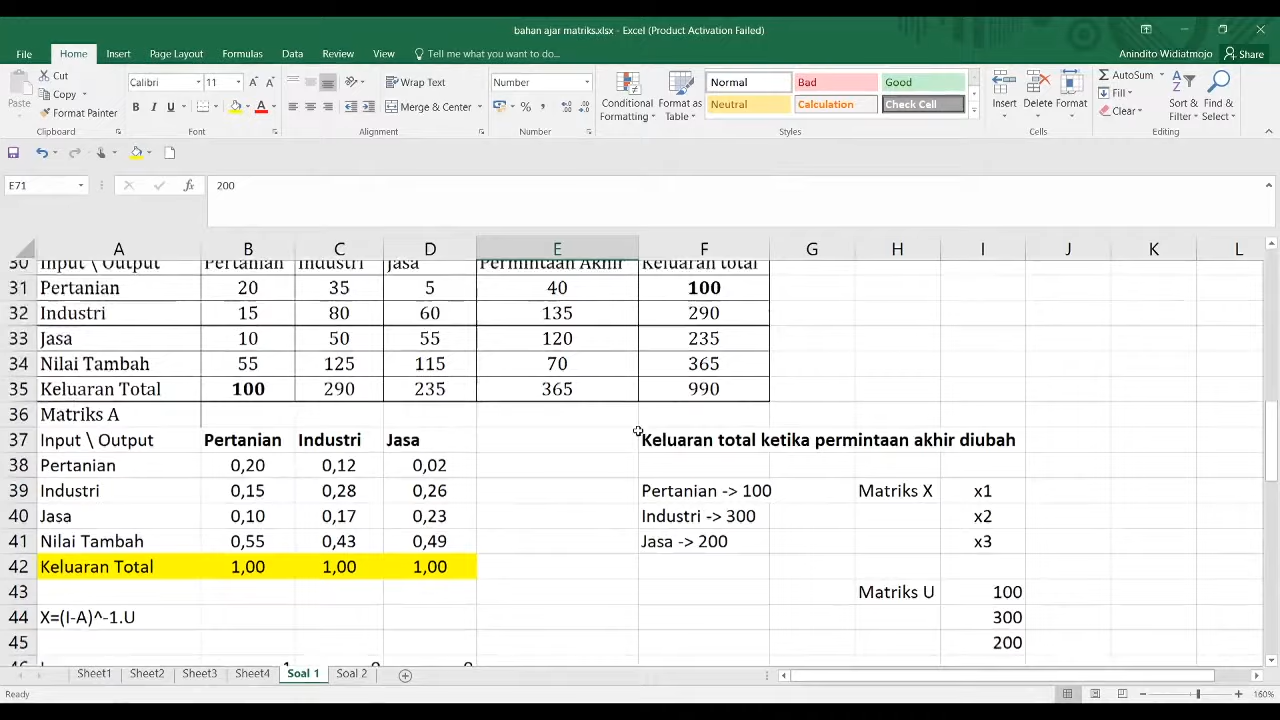 bahan ajar matriks.xlsx - Excel (Product Activation Failed)
File Home Insert Page Layout Formulas Data Review View Tell me what you want to do... Anindito Widiatmojo Share
Paste
Cut
Copy
Format Painter
Clipboard
Calibri 11
B I U
Font
Wrap Text
Merge & Center
Alignment
Number
% ,
Number
Conditional Formatting
Format as Table
Normal Bad Good
Neutral Calculation Check Cell
Styles
Insert Delete Format
Cells
AutoSum
Fill
Clear
Sort & Filter
Find & Select
Editing
E71 fx 200
A B C D E F G H I J K L
30 Input \ Output Pertanian Industri Jasa Permintaan Akhir Keluaran total
31 Pertanian 20 35 5 40 100
32 Industri 15 80 60 135 290
33 Jasa 10 50 55 120 235
34 Nilai Tambah 55 125 115 70 365
35 Keluaran Total 100 290 235 365 990
36 Matriks A
37 Input \ Output Pertanian Industri Jasa Keluaran total ketika permintaan akhir diubah
38 Pertanian 0,20 0,12 0,02
39 Industri 0,15 0,28 0,26 Pertanian -> 100 Matriks X x1
40 Jasa 0,10 0,17 0,23 Industri -> 300 x2
41 Nilai Tambah 0,55 0,43 0,49 Jasa -> 200 x3
42 Keluaran Total 1,00 1,00 1,00
43 Matriks U 100
44 X=(I-A)^-1.U 300
45 200
Sheet1 Sheet2 Sheet3 Sheet4 Soal 1 Soal 2
Ready 160%